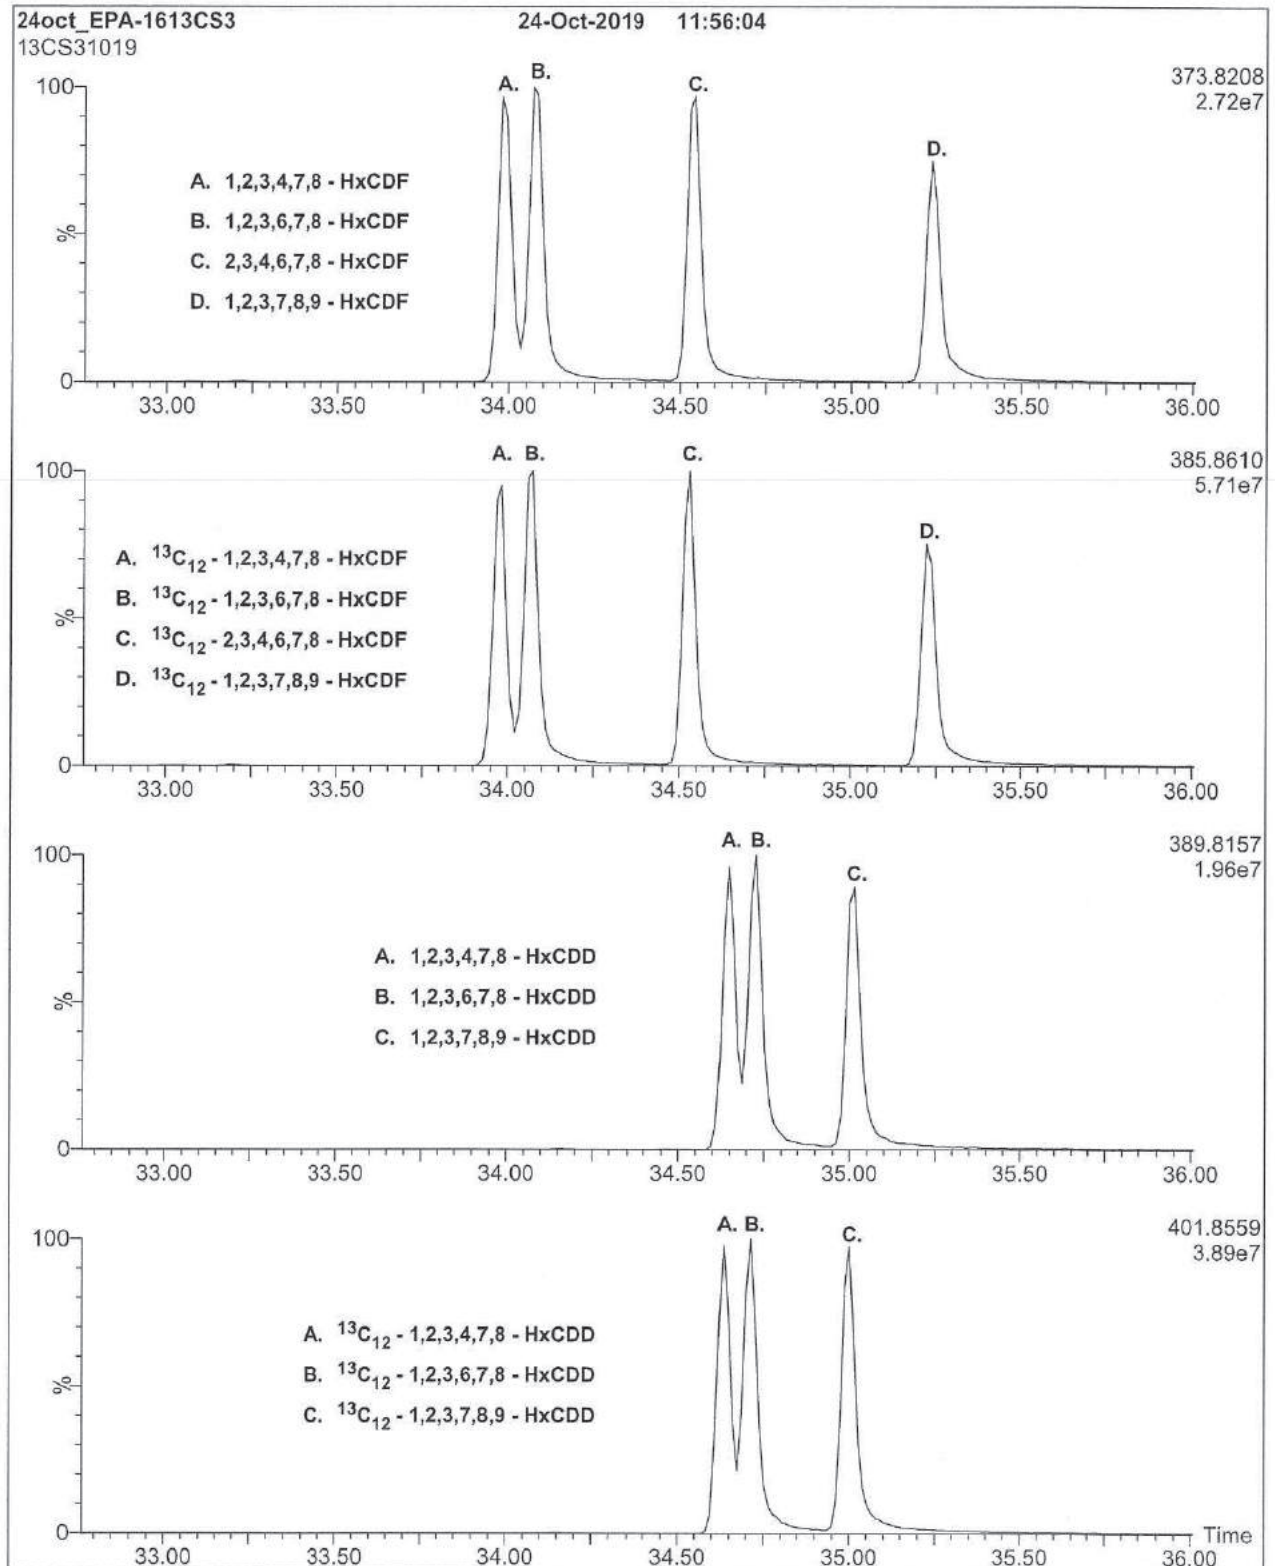 24oct_EPA-1613CS3 24-Oct-2019 11:56:04
13CS31019
373.8208
2.72e7
100
A. B. C. D.
A. 1,2,3,4,7,8 - HxCDF
B. 1,2,3,6,7,8 - HxCDF
C. 2,3,4,6,7,8 - HxCDF
D. 1,2,3,7,8,9 - HxCDF
%
0
33.00 33.50 34.00 34.50 35.00 35.50 36.00
385.8610
5.71e7
100
A. B. C. D.
A. ¹³C₁₂ - 1,2,3,4,7,8 - HxCDF
B. ¹³C₁₂ - 1,2,3,6,7,8 - HxCDF
C. ¹³C₁₂ - 2,3,4,6,7,8 - HxCDF
D. ¹³C₁₂ - 1,2,3,7,8,9 - HxCDF
%
0
33.00 33.50 34.00 34.50 35.00 35.50 36.00
389.8157
1.96e7
100
A. B. C.
A. 1,2,3,4,7,8 - HxCDD
B. 1,2,3,6,7,8 - HxCDD
C. 1,2,3,7,8,9 - HxCDD
%
0
33.00 33.50 34.00 34.50 35.00 35.50 36.00
401.8559
3.89e7
100
A. B. C.
A. ¹³C₁₂ - 1,2,3,4,7,8 - HxCDD
B. ¹³C₁₂ - 1,2,3,6,7,8 - HxCDD
C. ¹³C₁₂ - 1,2,3,7,8,9 - HxCDD
%
0
Time
33.00 33.50 34.00 34.50 35.00 35.50 36.00